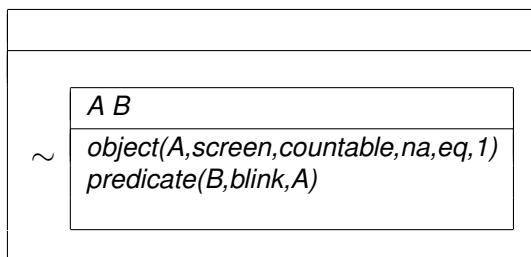 A B
∼ object(A,screen,countable,na,eq,1)
predicate(B,blink,A)